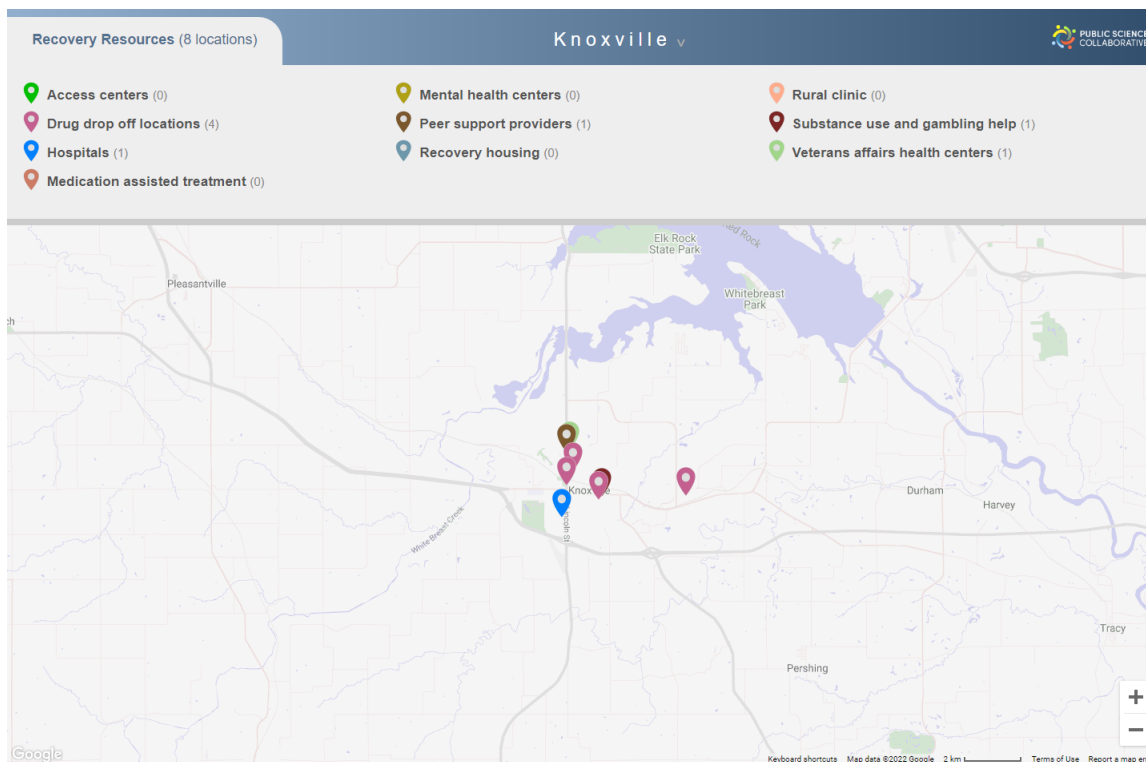 Recovery Resources (8 locations)
Knoxville v
PUBLIC SCIENCE
COLLABORATIVE
Access centers (0)
Mental health centers (0)
Rural clinic (0)
Drug drop off locations (4)
Peer support providers (1)
Substance use and gambling help (1)
Hospitals (1)
Recovery housing (0)
Veterans affairs health centers (1)
Medication assisted treatment (0)
Elk Rock
State Park
Pleasantville
Whitebreast
Park
Durham
Harvey
White Breast Creek
Tracy
Pershing
+
−
Google
Keyboard shortcuts Map data ©2022 Google 2 km Terms of Use Report a map